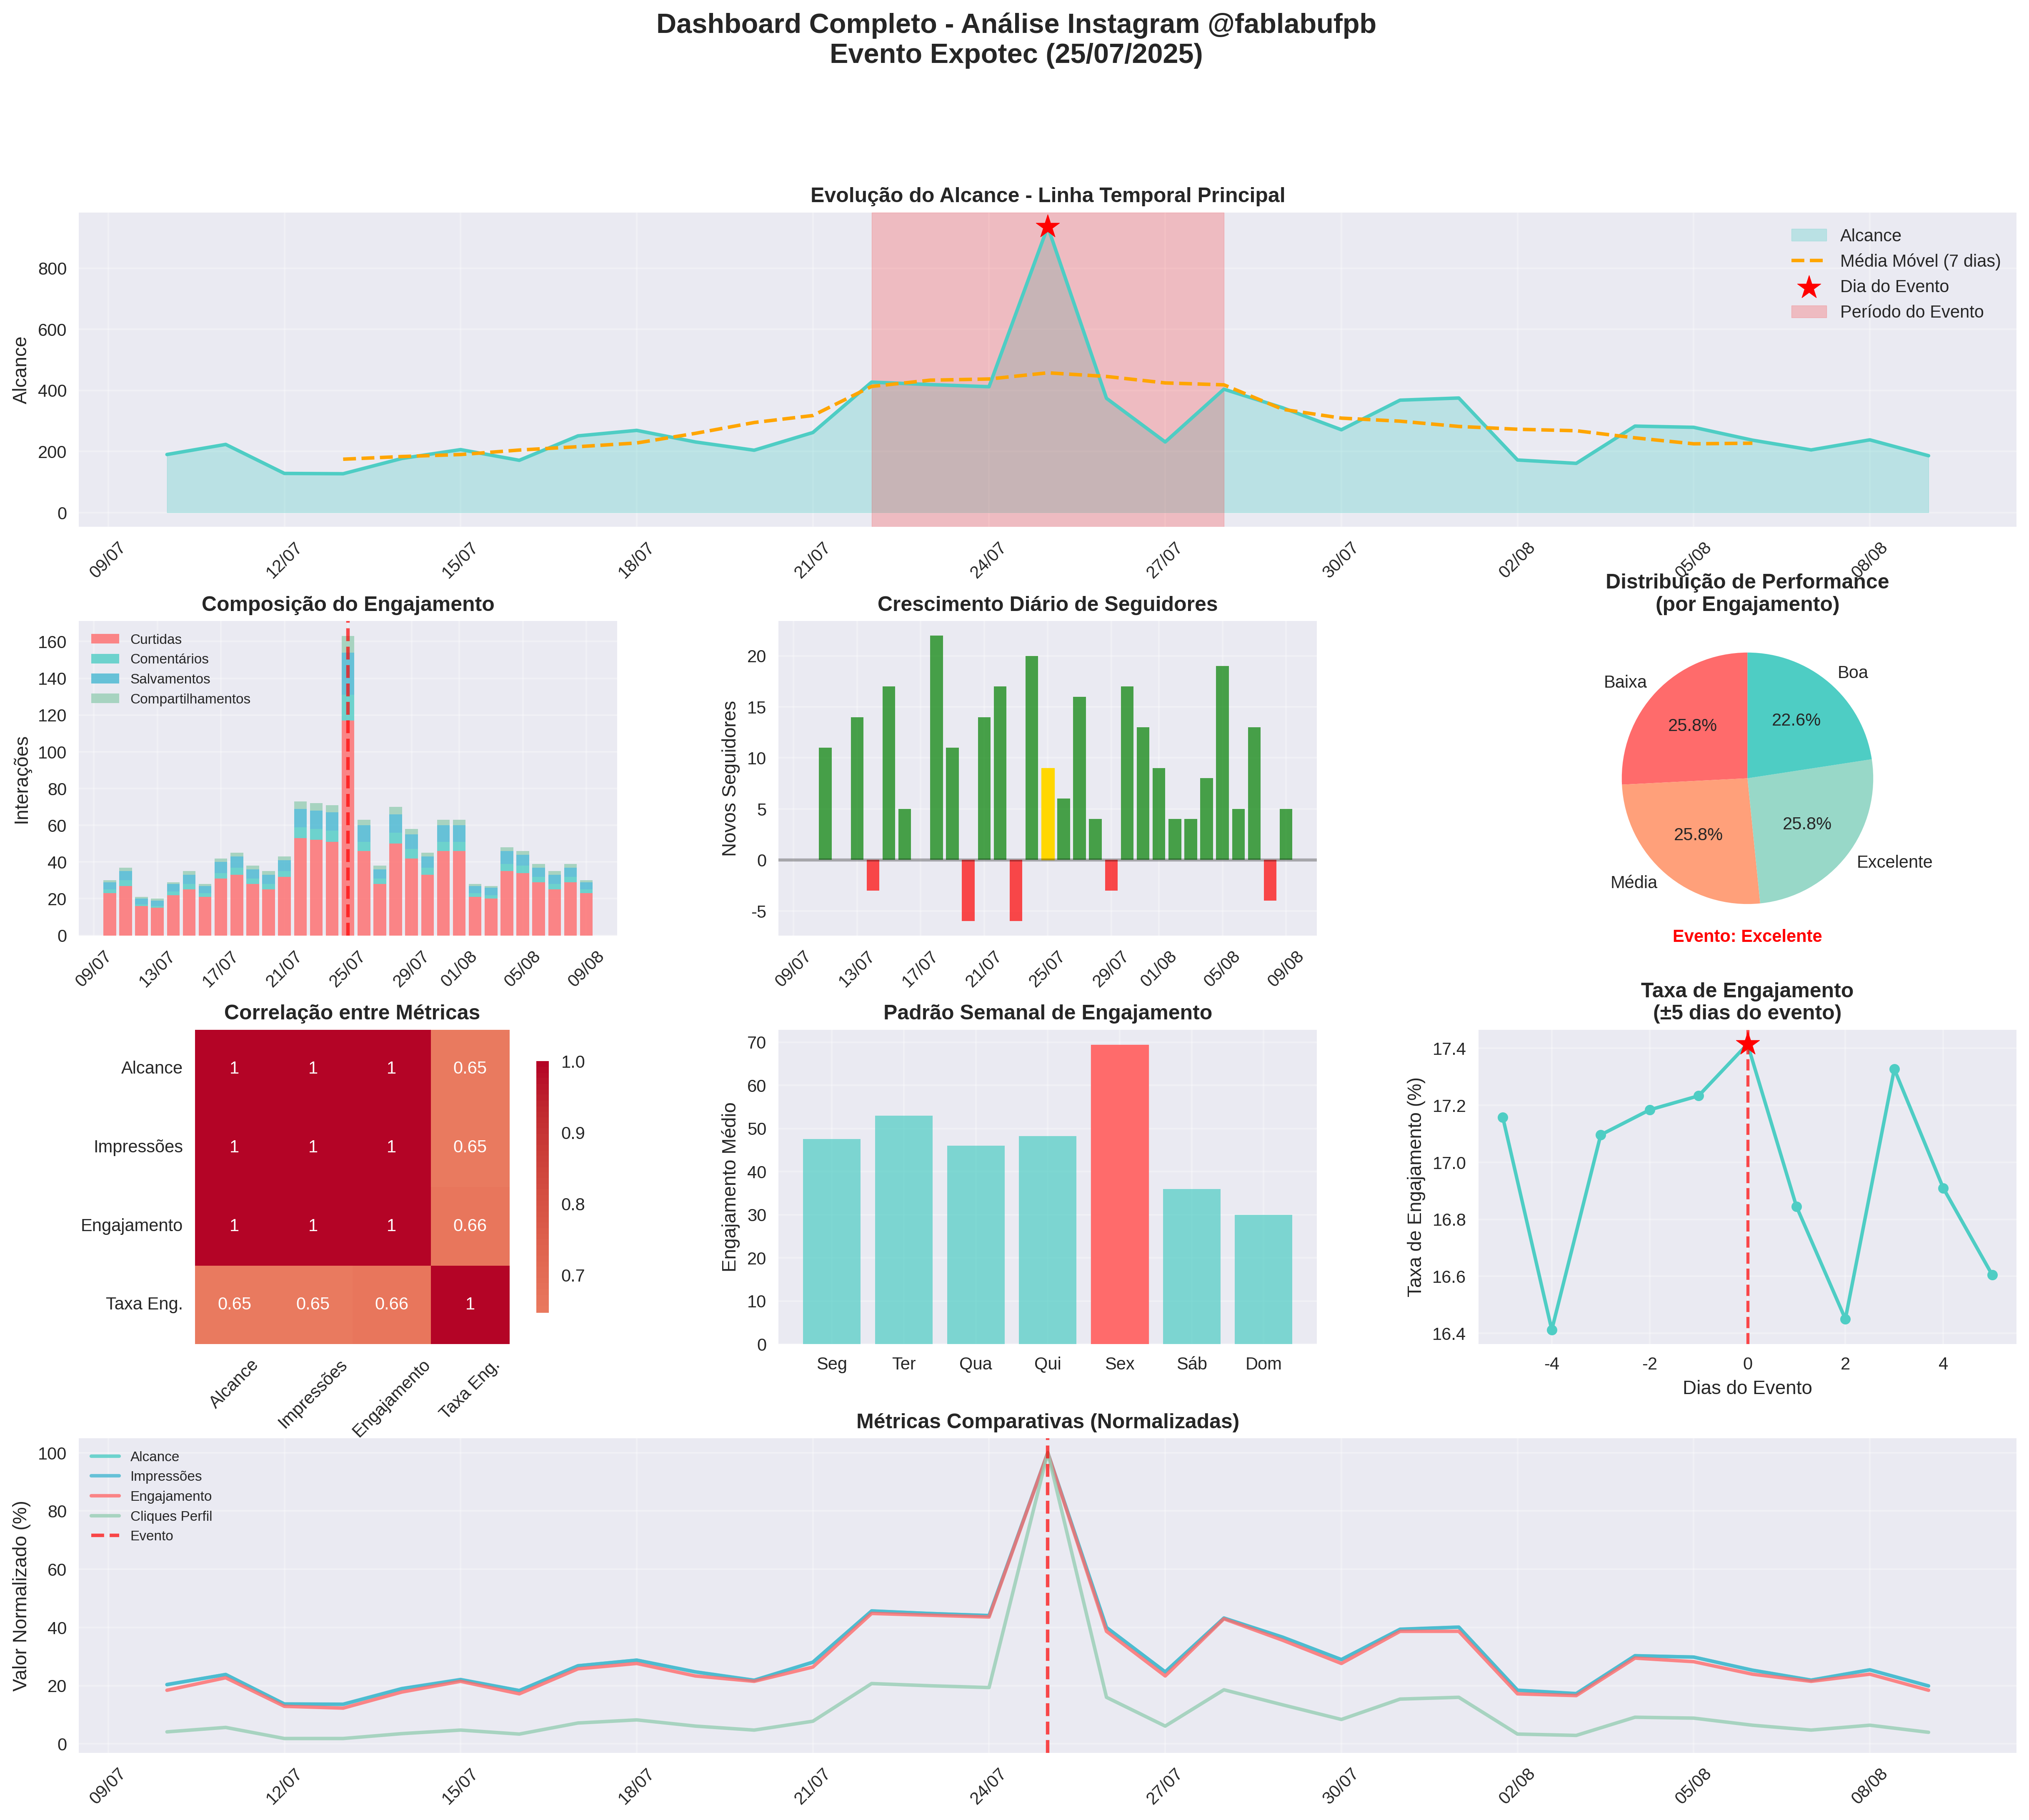 Dashboard Completo - Análise Instagram @fablabufpb
Evento Expotec (25/07/2025)
Evolução do Alcance - Linha Temporal Principal
Alcance
800
600
400
200
0
Alcance
Média Móvel (7 dias)
Dia do Evento
Período do Evento
09/07
12/07
15/07
18/07
21/07
24/07
27/07
30/07
02/08
05/08
08/08
Composição do Engajamento
Interações
160
140
120
100
80
60
40
20
0
Curtidas
Comentários
Salvamentos
Compartilhamentos
09/07
13/07
17/07
21/07
25/07
29/07
01/08
05/08
09/08
Crescimento Diário de Seguidores
Novos Seguidores
20
15
10
5
0
-5
09/07
13/07
17/07
21/07
25/07
29/07
01/08
05/08
09/08
Distribuição de Performance
(por Engajamento)
Baixa
25.8%
Boa
22.6%
Média
25.8%
Excelente
25.8%
Evento: Excelente
Correlação entre Métricas
Alcance
1
1
1
0.65
Impressões
1
1
1
0.65
Engajamento
1
1
1
0.66
Taxa Eng.
0.65
0.65
0.66
1
Alcance
Impressões
Engajamento
Taxa Eng.
1.0
0.9
0.8
0.7
Padrão Semanal de Engajamento
Engajamento Médio
70
60
50
40
30
20
10
0
Seg
Ter
Qua
Qui
Sex
Sáb
Dom
Taxa de Engajamento
(±5 dias do evento)
Taxa de Engajamento (%)
17.4
17.2
17.0
16.8
16.6
16.4
-4
-2
0
2
4
Dias do Evento
Métricas Comparativas (Normalizadas)
Valor Normalizado (%)
100
80
60
40
20
0
Alcance
Impressões
Engajamento
Cliques Perfil
Evento
09/07
12/07
15/07
18/07
21/07
24/07
27/07
30/07
02/08
05/08
08/08